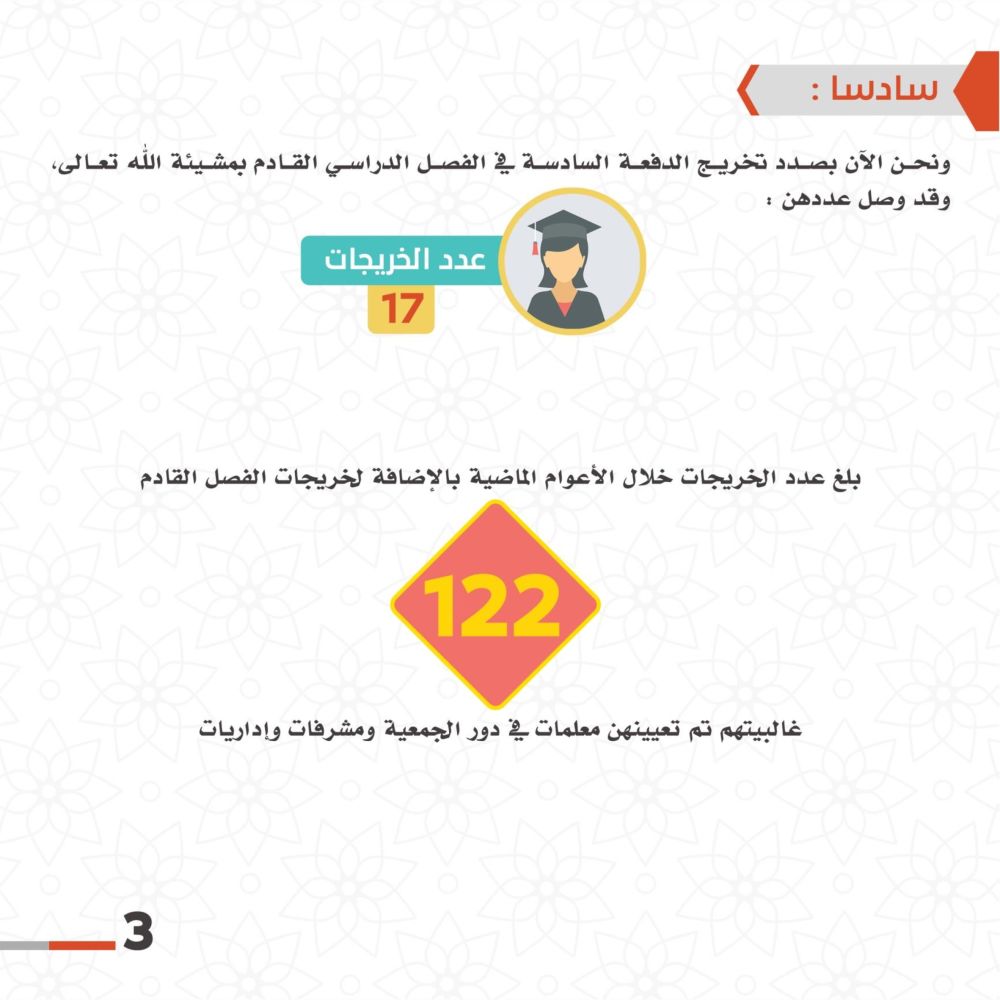 سادسا :
ونحن الآن بصدد تخريج الدفعة السادسة في الفصل الدراسي القادم بمشيئة الله تعالى،
وقد وصل عددهن :
عدد الخريجات
17
بلغ عدد الخريجات خلال الأعوام الماضية بالإضافة لخريجات الفصل القادم
122
غالبيتهم تم تعيينهن معلمات في دور الجمعية ومشرفات وإداريات
3